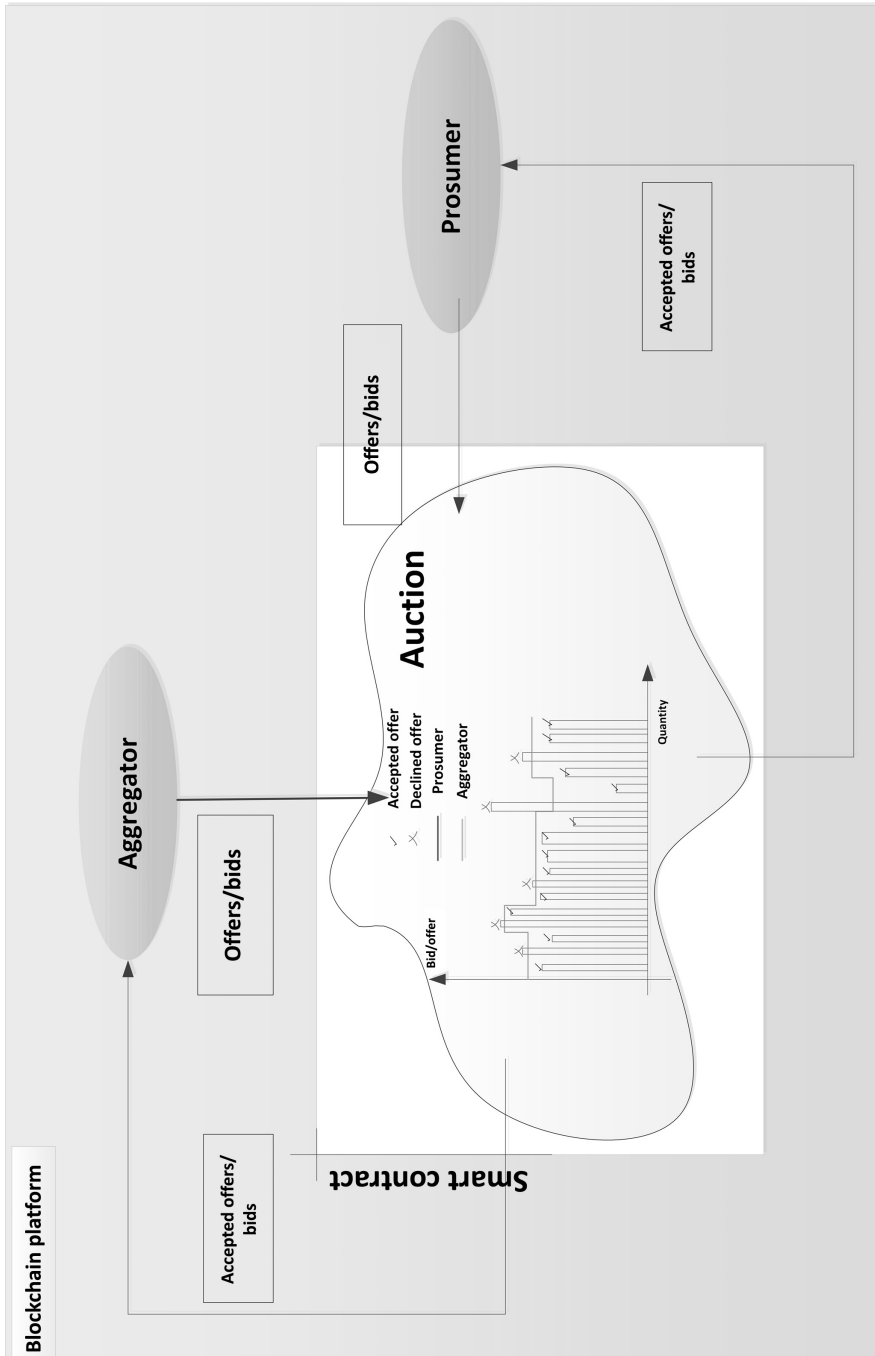 Blockchain platform
Aggregator
Accepted offers/
bids
Offers/bids
Prosumer
Offers/bids
Accepted offers/
bids
Smart contract
Auction
Accepted offer
Declined offer
Prosumer
Aggregator
Bid/offer
Quantity